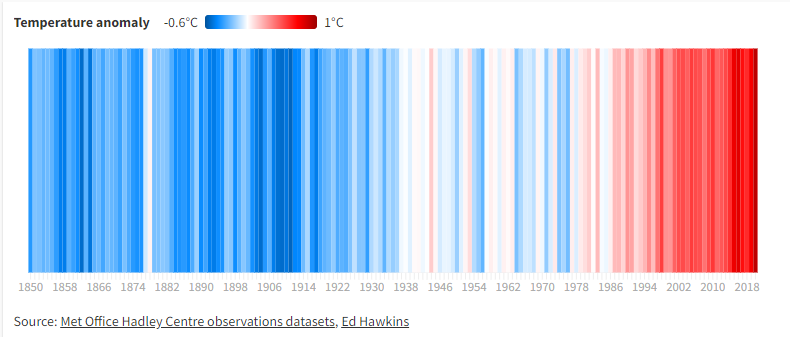 Temperature anomaly -0.6°C 1°C
1850 1858 1866 1874 1882 1890 1898 1906 1914 1922 1930 1938 1946 1954 1962 1970 1978 1986 1994 2002 2010 2018
Source: Met Office Hadley Centre observations datasets, Ed Hawkins